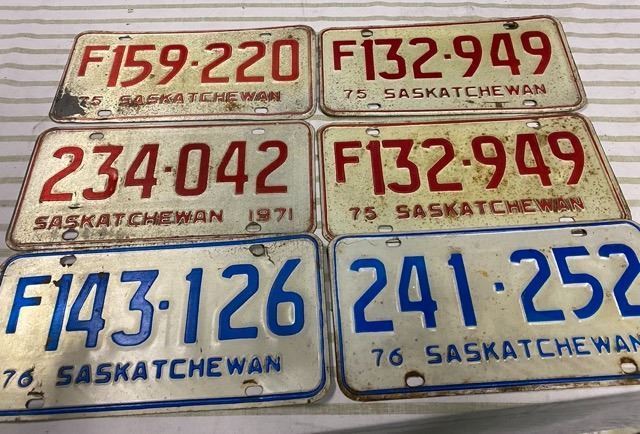 F159-220
75 SASKATCHEWAN
F132-949
75 SASKATCHEWAN
234-042
SASKATCHEWAN 1971
F132-949
75 SASKATCHEWAN
F143-126
76 SASKATCHEWAN
241-252
76 SASKATCHEWAN